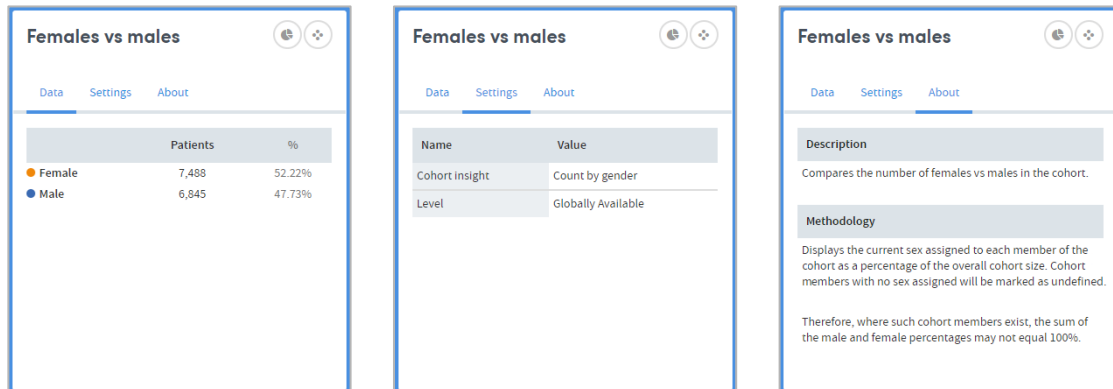 Females vs males
Data Settings About
Patients %
Female 7,488 52.22%
Male 6,845 47.73%
Females vs males
Data Settings About
Name Value
Cohort insight Count by gender
Level Globally Available
Females vs males
Data Settings About
Description
Compares the number of females vs males in the cohort.
Methodology
Displays the current sex assigned to each member of the
cohort as a percentage of the overall cohort size. Cohort
members with no sex assigned will be marked as undefined.
Therefore, where such cohort members exist, the sum of
the male and female percentages may not equal 100%.